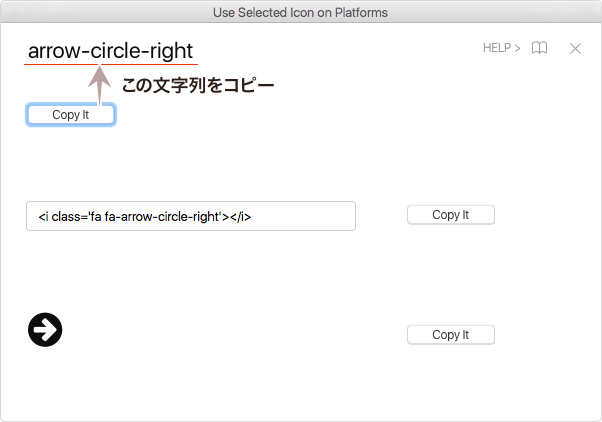 Use Selected Icon on Platforms
arrow-circle-right
HELP >
この文字列をコピー
Copy It
<i class='fa fa-arrow-circle-right'></i>
Copy It
Copy It